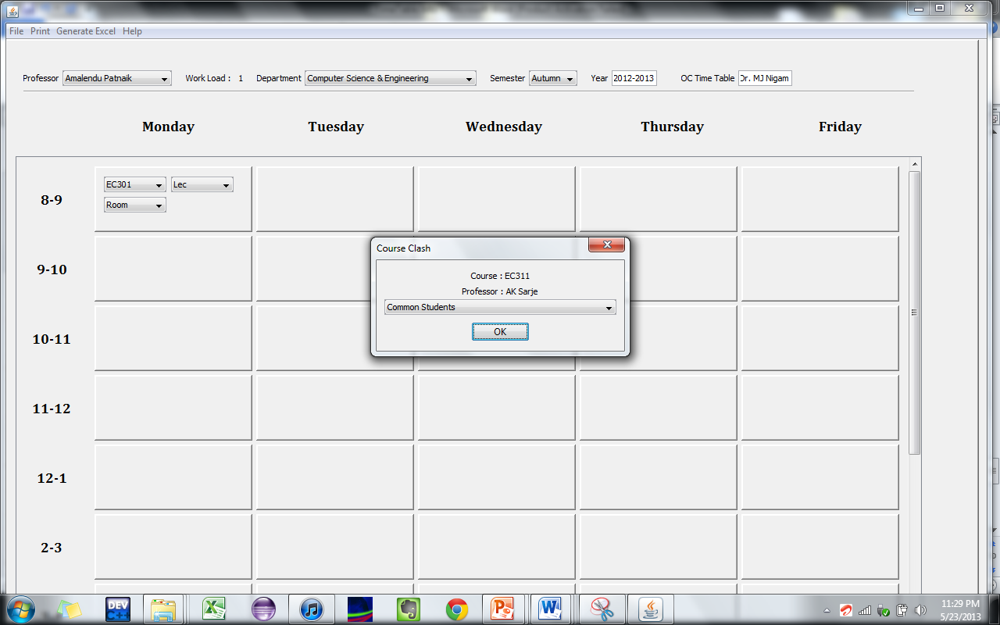 File Print Generate Excel Help
Professor Amalendu Patnaik Work Load : 1 Department Computer Science & Engineering Semester Autumn Year 2012-2013 OC Time Table Dr. MJ Nigam
Monday Tuesday Wednesday Thursday Friday
8-9 EC301 Lec
Room
Course Clash
9-10
Course : EC311
Professor : AK Sarje
Common Students
OK
10-11
11-12
12-1
2-3
DEV
C++
11:29 PM
5/23/2013